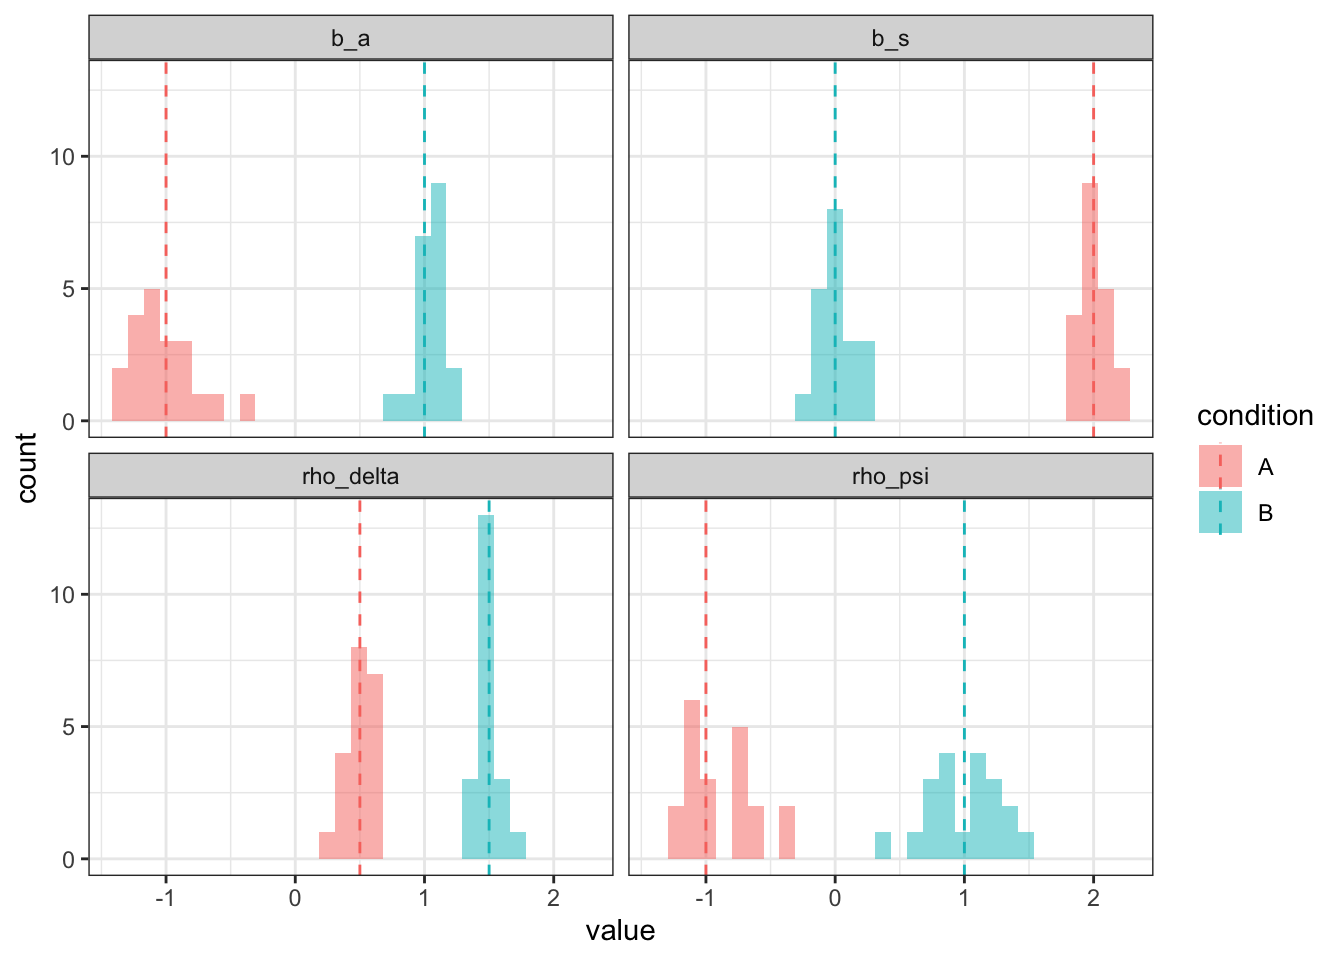 b_a
b_s
10
5
0
rho_delta
rho_psi
10
5
0
-1 0 1 2
-1 0 1 2
value
count
condition
A
B